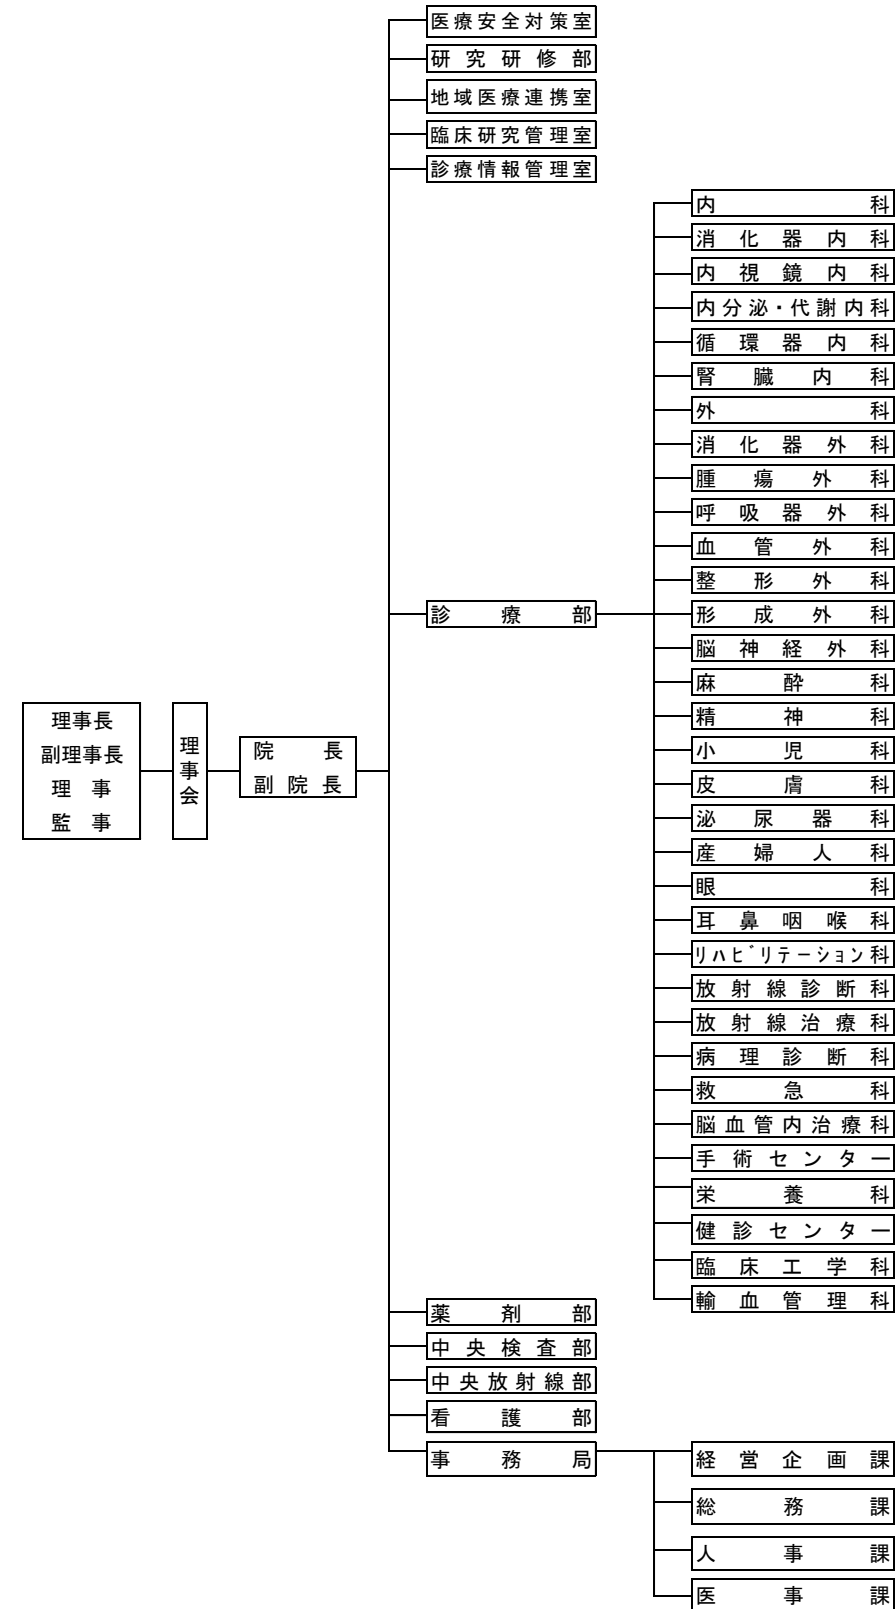 医療安全対策室
研究研修部
地域医療連携室
臨床研究管理室
診療情報管理室
内科
消化器内科
内視鏡内科
内分泌・代謝内科
循環器内科
腎臓内科
外科
消化器外科
腫瘍外科
呼吸器外科
血管外科
整形外科
診療部
形成外科
脳神経外科
麻酔科
精神科
小児科
皮膚科
泌尿器科
産婦人科
眼科
耳鼻咽喉科
ﾘﾊﾋﾞﾘﾃｰｼｮﾝ科
放射線診断科
放射線治療科
病理診断科
救急科
脳血管内治療科
手術センター
栄養科
健診センター
臨床工学科
輸血管理科
理事長
副理事長
理事
監事
理事会
院長
副院長
薬剤部
中央検査部
中央放射線部
看護部
事務局
経営企画課
総務課
人事課
医事課